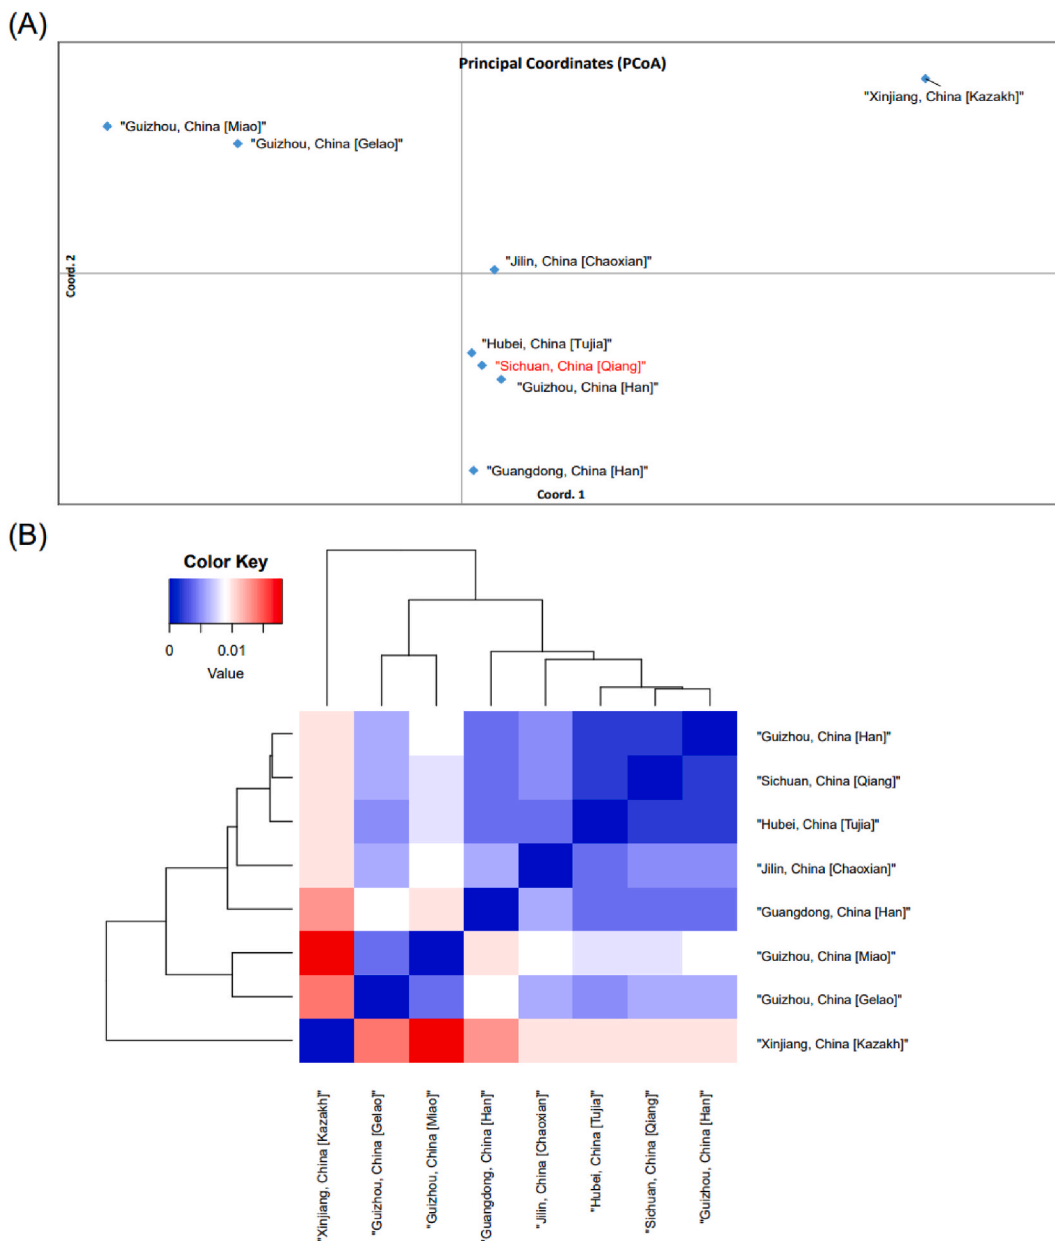 (A)
Principal Coordinates (PCoA)
"Xinjiang, China [Kazakh]"
"Guizhou, China [Miao]"
"Guizhou, China [Gelao]"
"Jilin, China [Chaoxian]"
Coord. 2
"Hubei, China [Tujia]"
"Sichuan, China [Qiang]"
"Guizhou, China [Han]"
"Guangdong, China [Han]"
Coord. 1
(B)
Color Key
0 0.01
Value
"Guizhou, China [Han]"
"Sichuan, China [Qiang]"
"Hubei, China [Tujia]"
"Jilin, China [Chaoxian]"
"Guangdong, China [Han]"
"Guizhou, China [Miao]"
"Guizhou, China [Gelao]"
"Xinjiang, China [Kazakh]"
"Xinjiang, China [Kazakh]"
"Guizhou, China [Gelao]"
"Guizhou, China [Miao]"
"Guangdong, China [Han]"
"Jilin, China [Chaoxian]"
"Hubei, China [Tujia]"
"Sichuan, China [Qiang]"
"Guizhou, China [Han]"